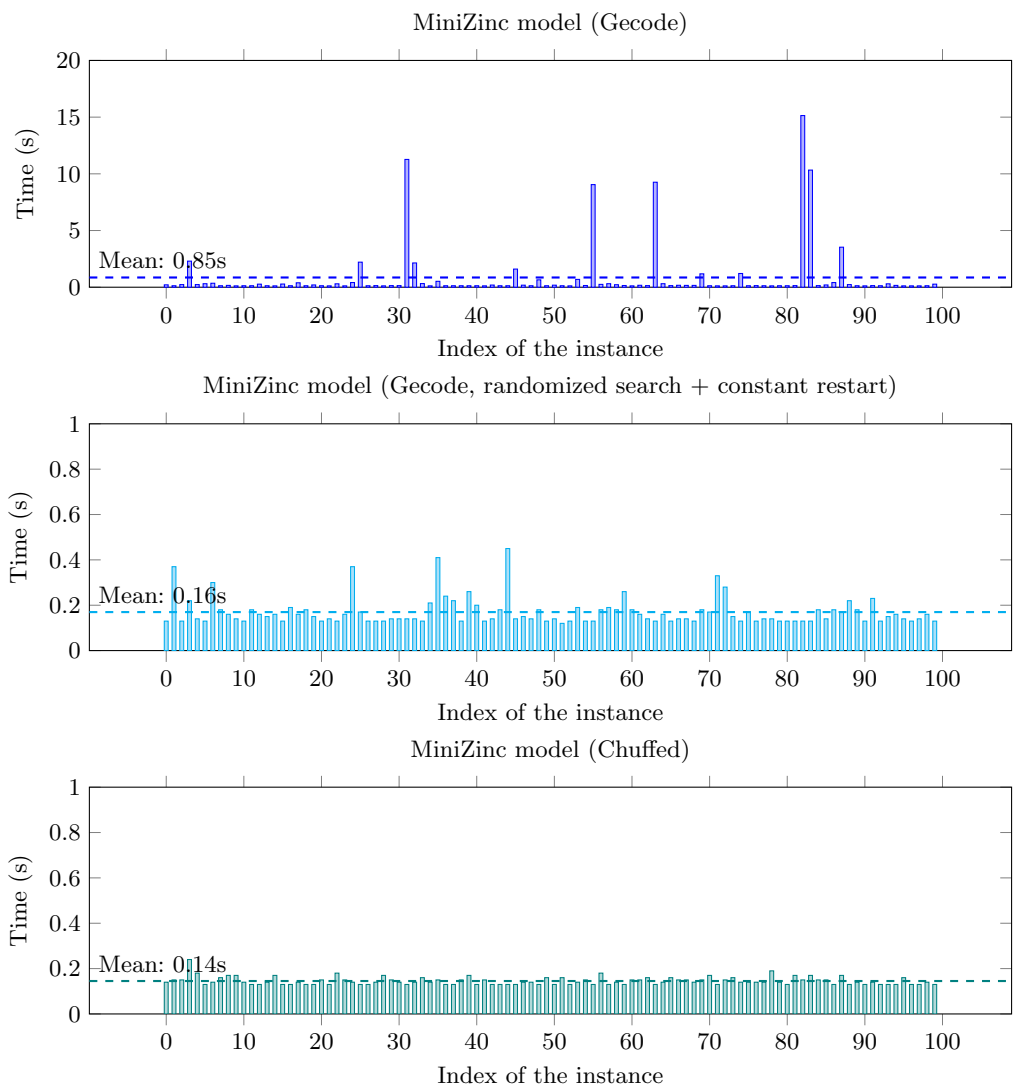 MiniZinc model (Gecode)
20
15
10
5
0
Time (s)
Mean: 0.85s
0 10 20 30 40 50 60 70 80 90 100
Index of the instance
MiniZinc model (Gecode, randomized search + constant restart)
1
0.8
0.6
0.4
0.2
0
Time (s)
Mean: 0.16s
0 10 20 30 40 50 60 70 80 90 100
Index of the instance
MiniZinc model (Chuffed)
1
0.8
0.6
0.4
0.2
0
Time (s)
Mean: 0.14s
0 10 20 30 40 50 60 70 80 90 100
Index of the instance